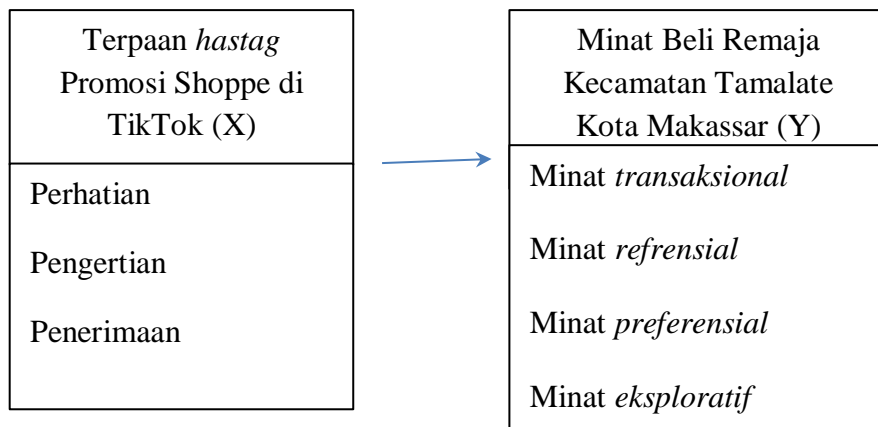 Terpaan hastag
Promosi Shoppe di
TikTok (X)
Perhatian
Pengertian
Penerimaan
Minat Beli Remaja
Kecamatan Tamalate
Kota Makassar (Y)
Minat transaksional
Minat refrensial
Minat preferensial
Minat eksploratif